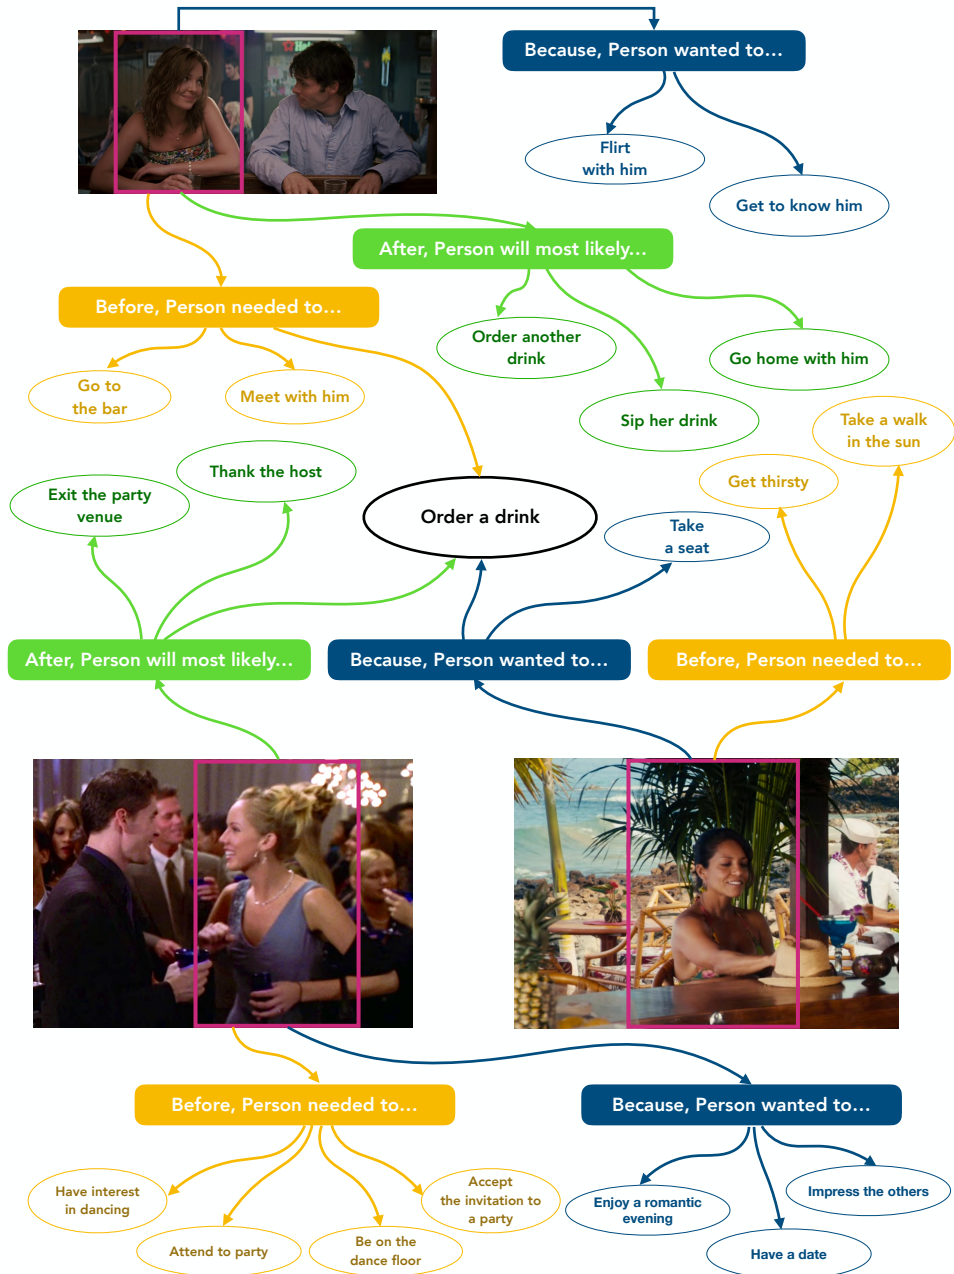 Because, Person wanted to...
Flirt
with him
Get to know him
After, Person will most likely...
Before, Person needed to...
Order another
drink
Go home with him
Go to
the bar
Meet with him
Sip her drink
Take a walk
in the sun
Thank the host
Get thirsty
Exit the party
venue
Order a drink
Take
a seat
After, Person will most likely...
Because, Person wanted to...
Before, Person needed to...
Before, Person needed to...
Because, Person wanted to...
Have interest
in dancing
Attend to party
Be on the
dance floor
Accept
the invitation to
a party
Enjoy a romantic
evening
Have a date
Impress the others